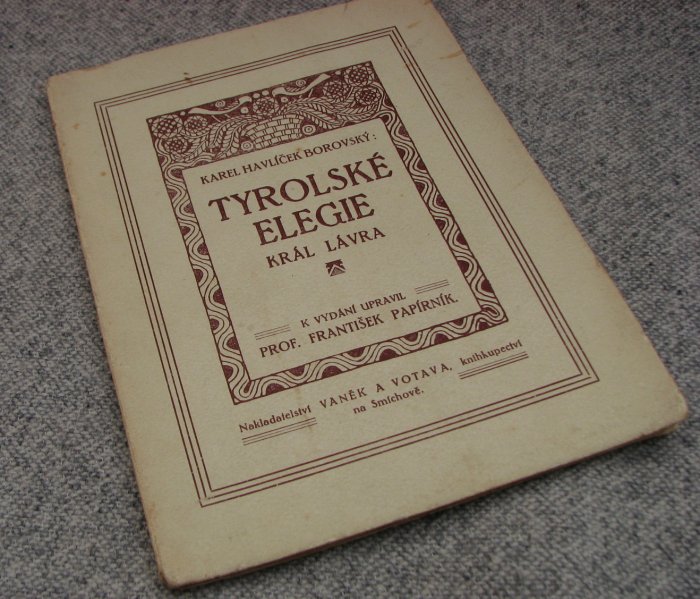 KAREL HAVLÍČEK BOROVSKÝ:
TYROLSKÉ
ELEGIE
KRÁL LÁVRA
K VYDÁNÍ UPRAVIL
PROF. FRANTIŠEK PAPÍRNÍK.
Nakladatelství VANĚK A VOTAVA, knihkupectví
na Smíchově.